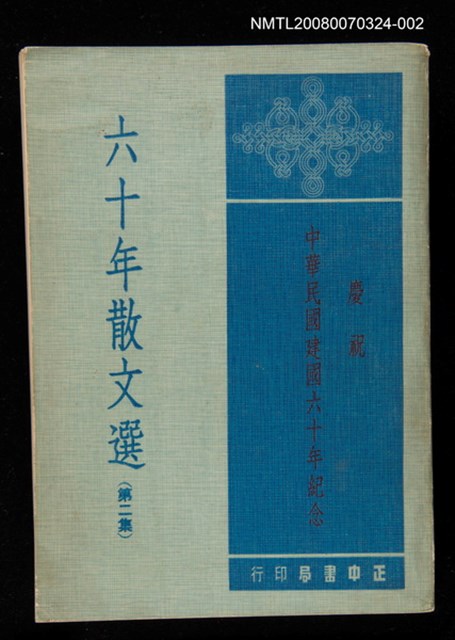 NMTL20080070324-002
慶祝
中華民國建國六十年紀念
六十年散文選（第二集）
正中書局印行